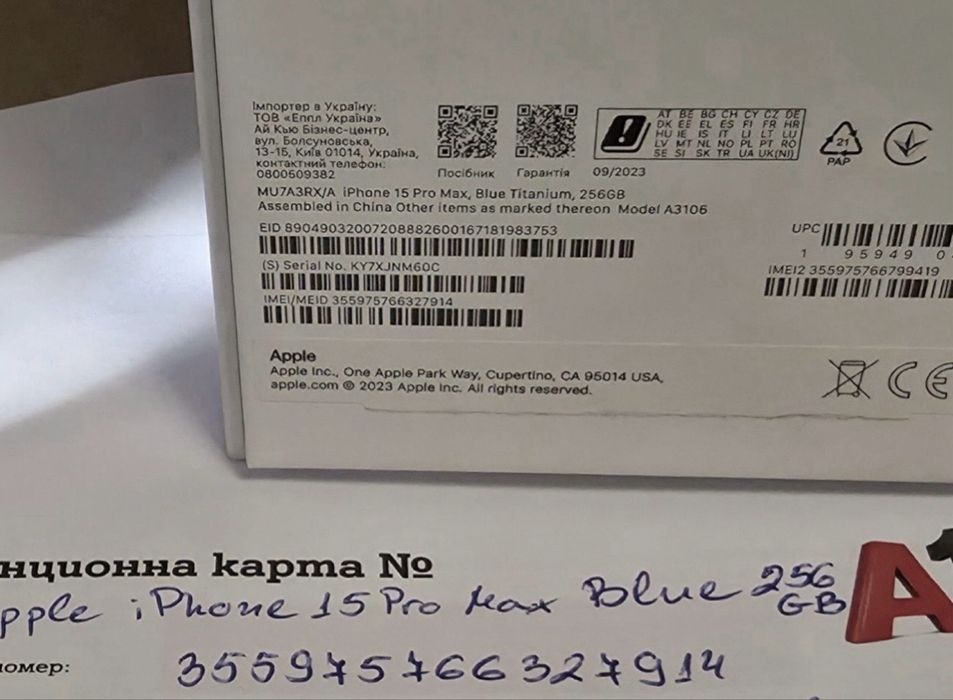 Імпортер в Україну:
ТОВ «Еппл Україна»
Ай Кью Бізнес-центр,
вул. Болсуновська,
13-15, Київ 01014, Україна,
контактний телефон:
0800509382
Посібник
Гарантія
AT BE BG CH CY CZ DE
DK EE EL ES FI FR HR
HU IE IS IT LI LT LU
LV MT NL NO PL PT RO
SE SI SK TR UA UK(NI)
09/2023
21
PAP
MU7A3RX/A iPhone 15 Pro Max, Blue Titanium, 256GB
Assembled in China Other items as marked thereon Model A3106
EID 89049032007208882600167181983753
UPC
1 95949 0
(S) Serial No. KY7XJNM60C
IMEI2 355975766799419
IMEI/MEID 355975766327914
Apple
Apple Inc., One Apple Park Way, Cupertino, CA 95014 USA,
apple.com © 2023 Apple Inc. All rights reserved.
CE
нционна карта №
pple iPhone 15 Pro Max Blue 256 GB
A1
номер:
355975766327914